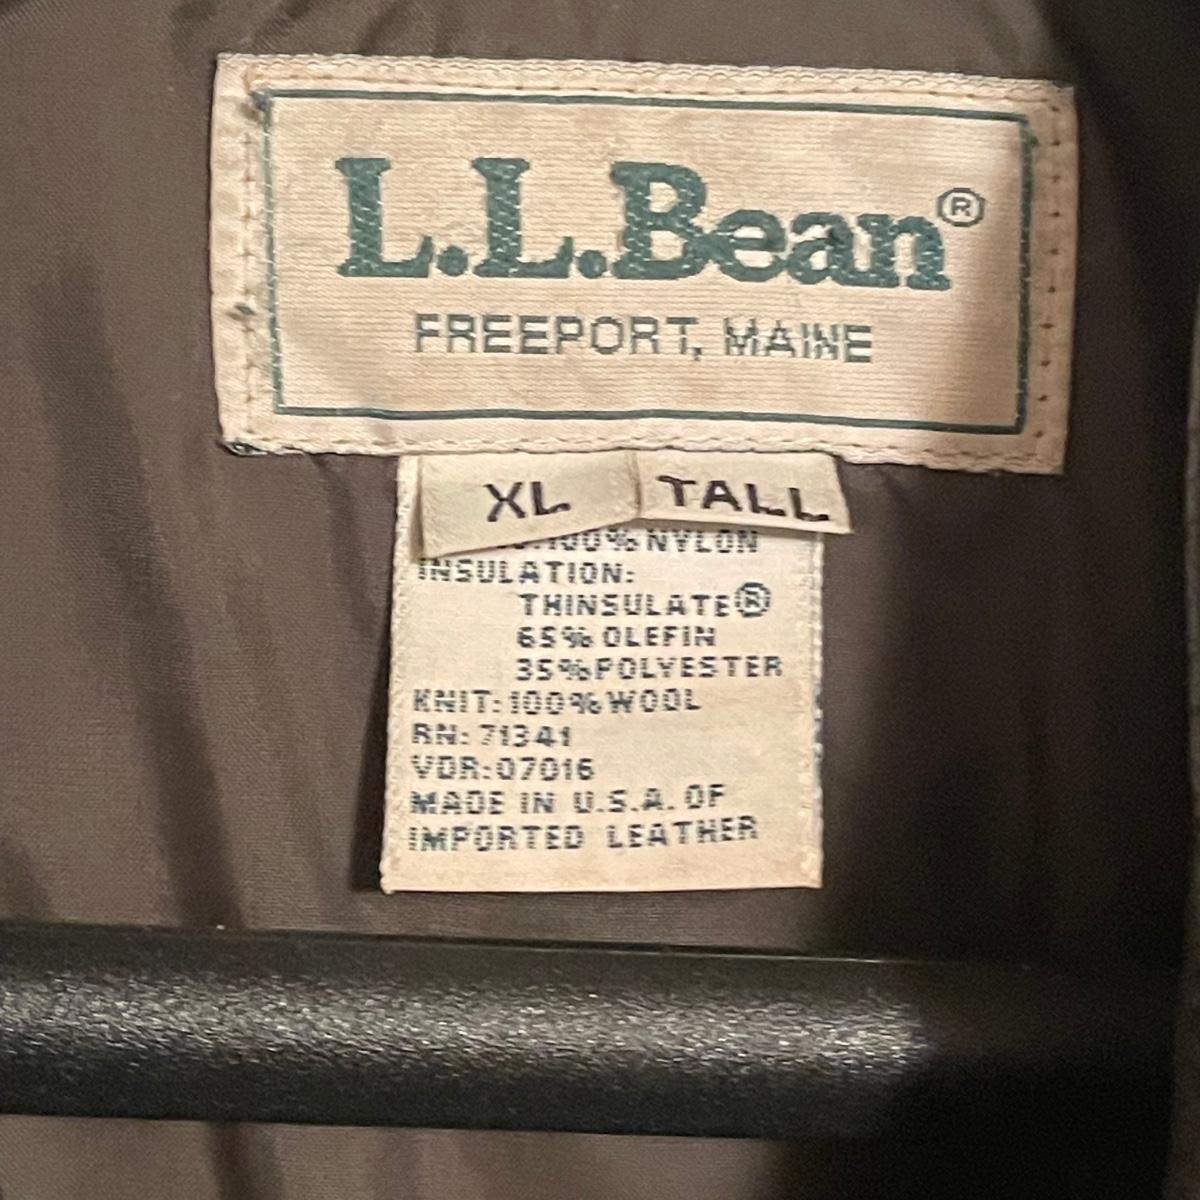 L.L.Bean®
FREEPORT, MAINE
XL TALL
100% NYLON
INSULATION:
THINSULATE®
65% OLEFIN
35% POLYESTER
KNIT: 100% WOOL
RN: 71341
VDR: 07016
MADE IN U.S.A. OF
IMPORTED LEATHER